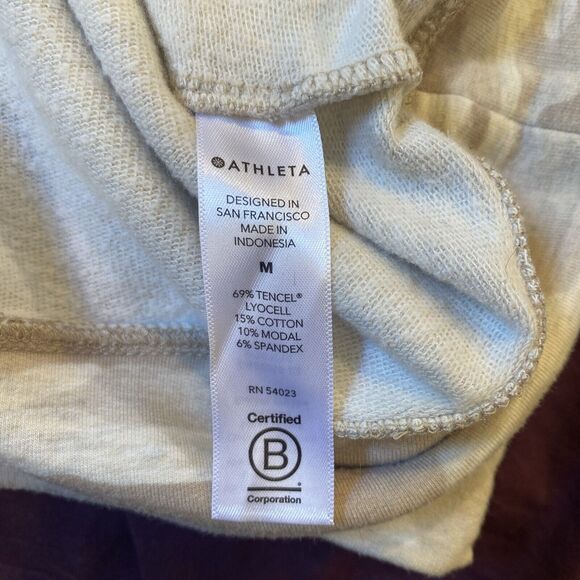 ATHLETA
DESIGNED IN
SAN FRANCISCO
MADE IN
INDONESIA
M
69% TENCEL®
LYOCELL
15% COTTON
10% MODAL
6% SPANDEX
RN 54023
Certified
B
Corporation